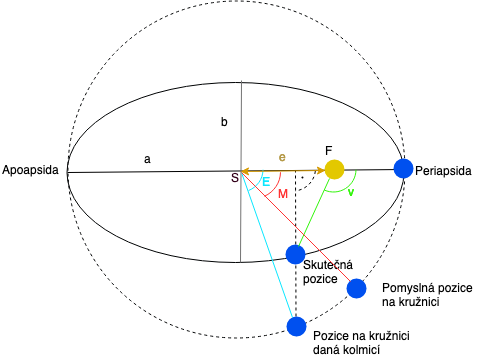 b
F
a
e
Apoapsida
Periapsida
S
E
M
v
Skutečná
pozice
Pomyslná pozice
na kružnici
Pozice na kružnici
daná kolmicí